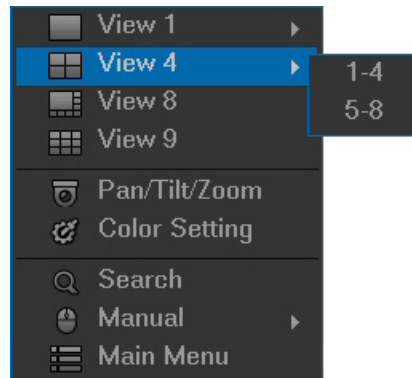 View 1
View 4
1-4
5-8
View 8
View 9
Pan/Tilt/Zoom
Color Setting
Search
Manual
Main Menu